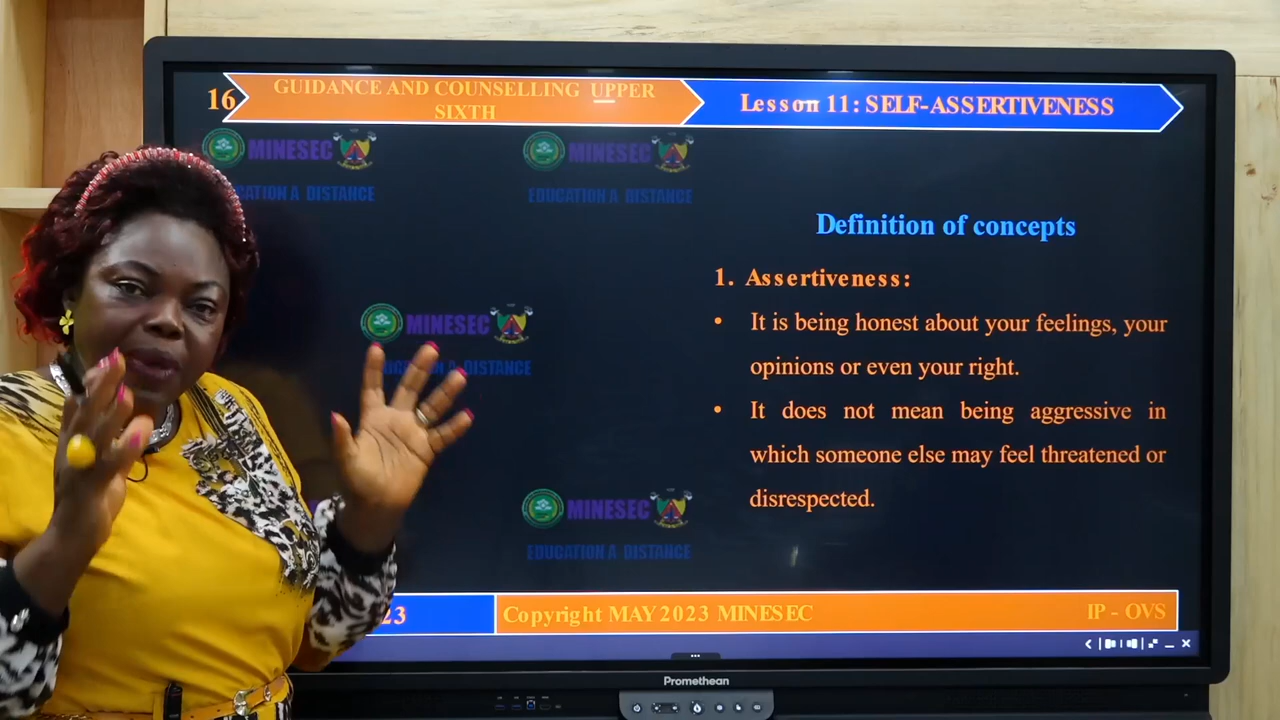 16
GUIDANCE AND COUNSELLING UPPER
SIXTH
Lesson 11: SELF-ASSERTIVENESS
MINESEC
CATION A DISTANCE
MINESEC
EDUCATION A DISTANCE
Definition of concepts
1. Assertiveness:
• It is being honest about your feelings, your
opinions or even your right.
• It does not mean being aggressive in
which someone else may feel threatened or
disrespected.
MINESEC
A DISTANCE
MINESEC
EDUCATION A DISTANCE
23
Copyright MAY 2023 MINESEC
IP - OVS
Promethean